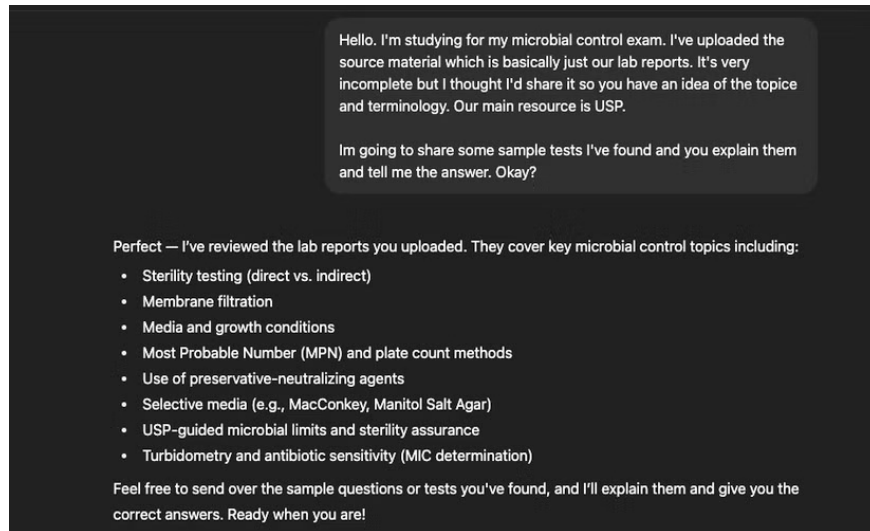 Hello. I'm studying for my microbial control exam. I've uploaded the
source material which is basically just our lab reports. It's very
incomplete but I thought I'd share it so you have an idea of the topice
and terminology. Our main resource is USP.
Im going to share some sample tests I've found and you explain them
and tell me the answer. Okay?
Perfect — I've reviewed the lab reports you uploaded. They cover key microbial control topics including:
• Sterility testing (direct vs. indirect)
• Membrane filtration
• Media and growth conditions
• Most Probable Number (MPN) and plate count methods
• Use of preservative-neutralizing agents
• Selective media (e.g., MacConkey, Manitol Salt Agar)
• USP-guided microbial limits and sterility assurance
• Turbidometry and antibiotic sensitivity (MIC determination)
Feel free to send over the sample questions or tests you've found, and I'll explain them and give you the
correct answers. Ready when you are!